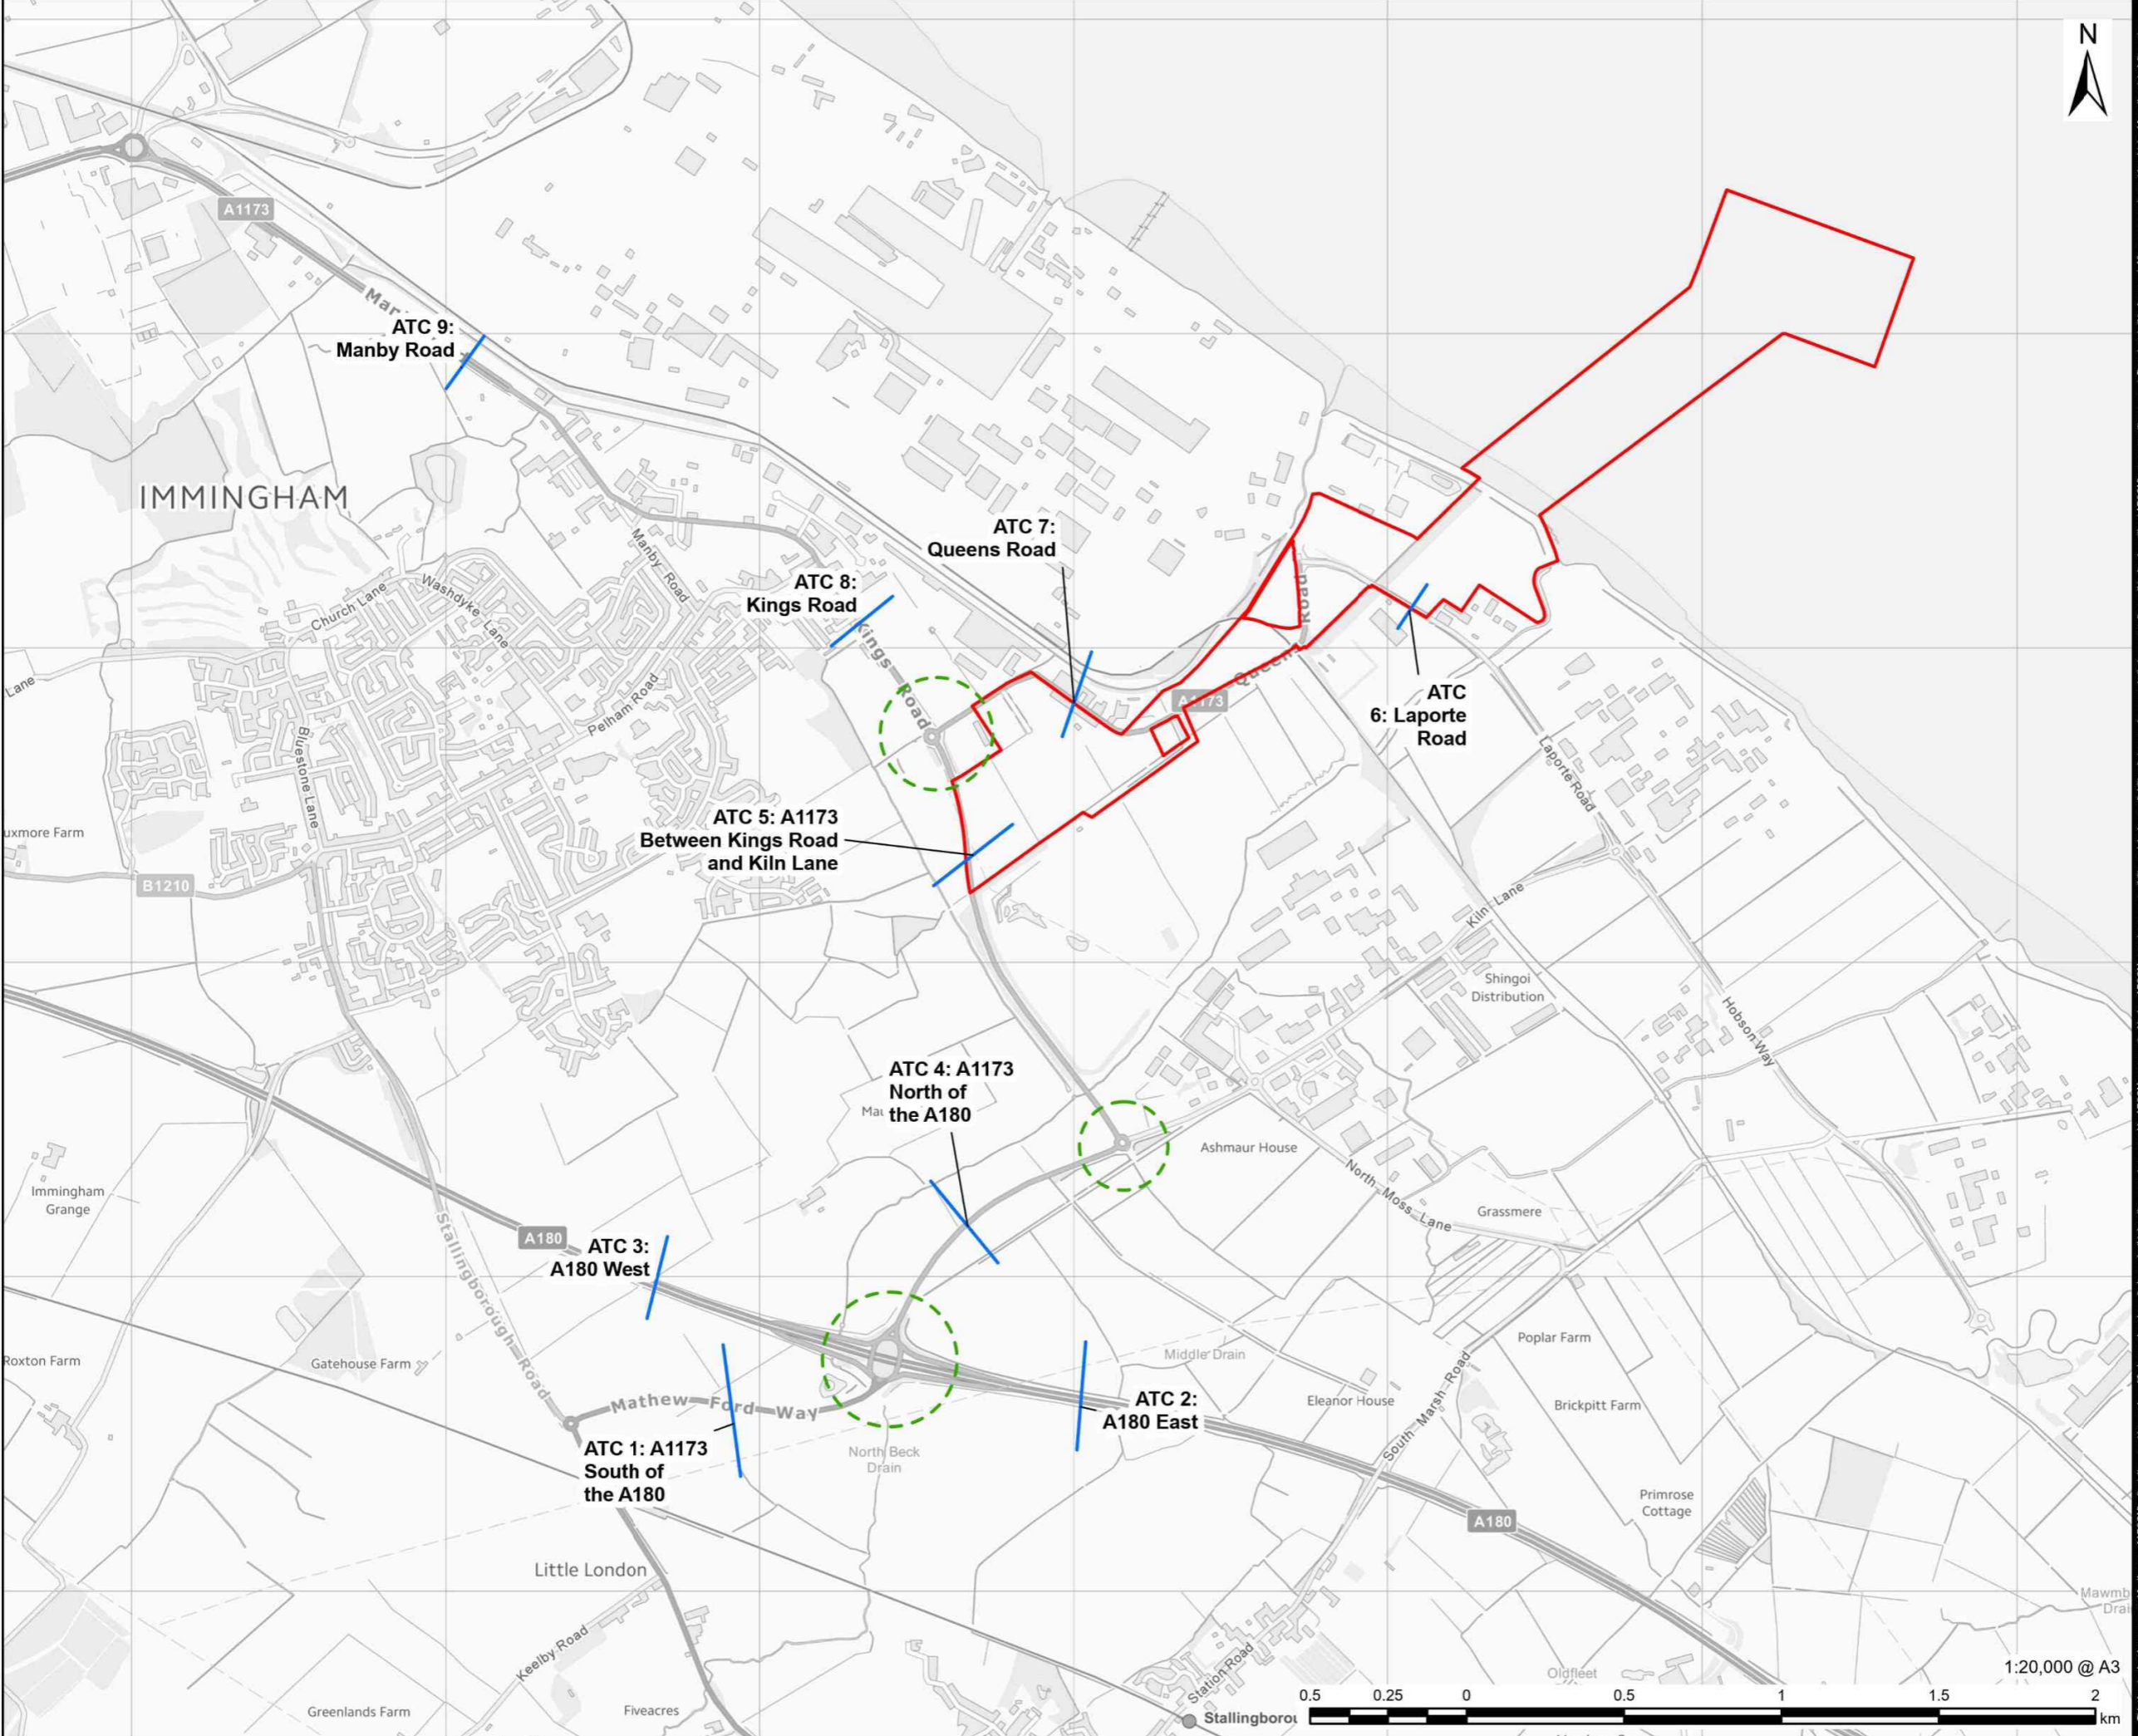 N
A1173
ATC 9:
Manby Road
IMMINGHAM
Manby Road
ATC 7:
Queens Road
Church Lane
Washdyke Lane
ATC 8:
Kings Road
Kings Road
Road
Queens
A1173
ATC
6: Laporte
Road
Lane
Pelham Road
Bluestone Lane
Laporte Road
ATC 5: A1173
Between Kings Road
and Kiln Lane
uxmore Farm
B1210
Kiln Lane
Shingoi
Distribution
Hobson Way
ATC 4: A1173
North of
the A180
Ashmaur House
Immingham
Grange
North Moss Lane
Grassmere
Stallingborough Road
A180
ATC 3:
A180 West
Roxton Farm
Gatehouse Farm
Middle Drain
Poplar Farm
Mathew Ford Way
ATC 2:
A180 East
Eleanor House
South Marsh Road
Brickpitt Farm
ATC 1: A1173
South of
the A180
North Beck
Drain
Primrose
Cottage
A180
Little London
Mawmb
Drai
Keelby Road
Station Road
Oldfleet
1:20,000 @ A3
Greenlands Farm
Fiveacres
Stallingborou
0.5 0.25 0 0.5 1 1.5 2
km